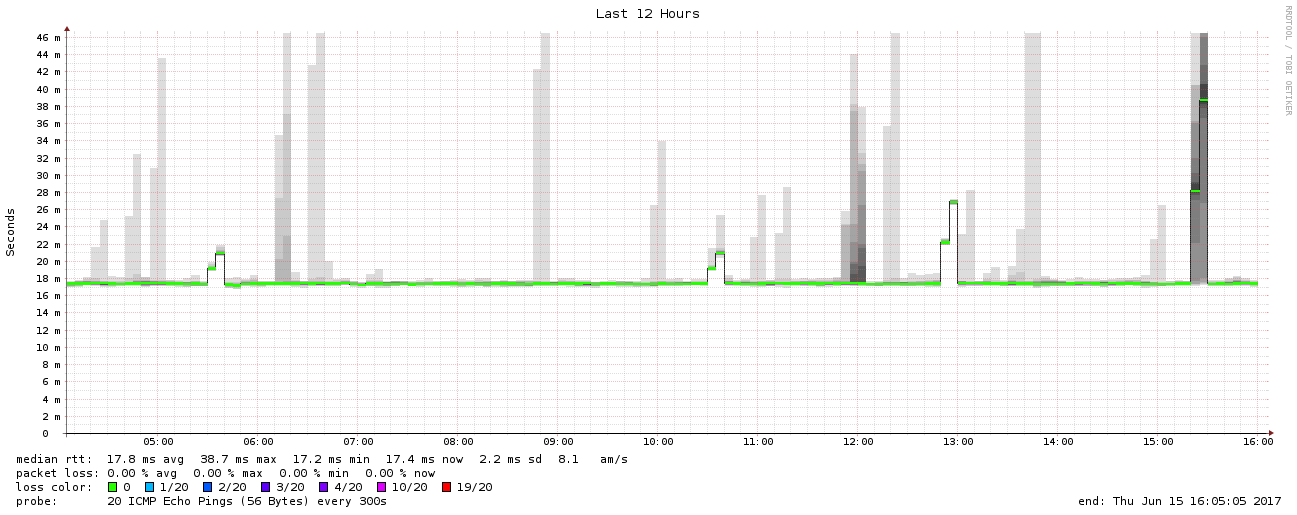 Last 12 Hours
RRDTOOL / TOBI OETIKER
Seconds
46 m
44 m
42 m
40 m
38 m
36 m
34 m
32 m
30 m
28 m
26 m
24 m
22 m
20 m
18 m
16 m
14 m
12 m
10 m
8 m
6 m
4 m
2 m
0
05:00 06:00 07:00 08:00 09:00 10:00 11:00 12:00 13:00 14:00 15:00 16:00
median rtt: 17.8 ms avg 38.7 ms max 17.2 ms min 17.4 ms now 2.2 ms sd 8.1 am/s
packet loss: 0.00 % avg 0.00 % max 0.00 % min 0.00 % now
loss color: 0 1/20 2/20 3/20 4/20 10/20 19/20
probe: 20 ICMP Echo Pings (56 Bytes) every 300s end: Thu Jun 15 16:05:05 2017